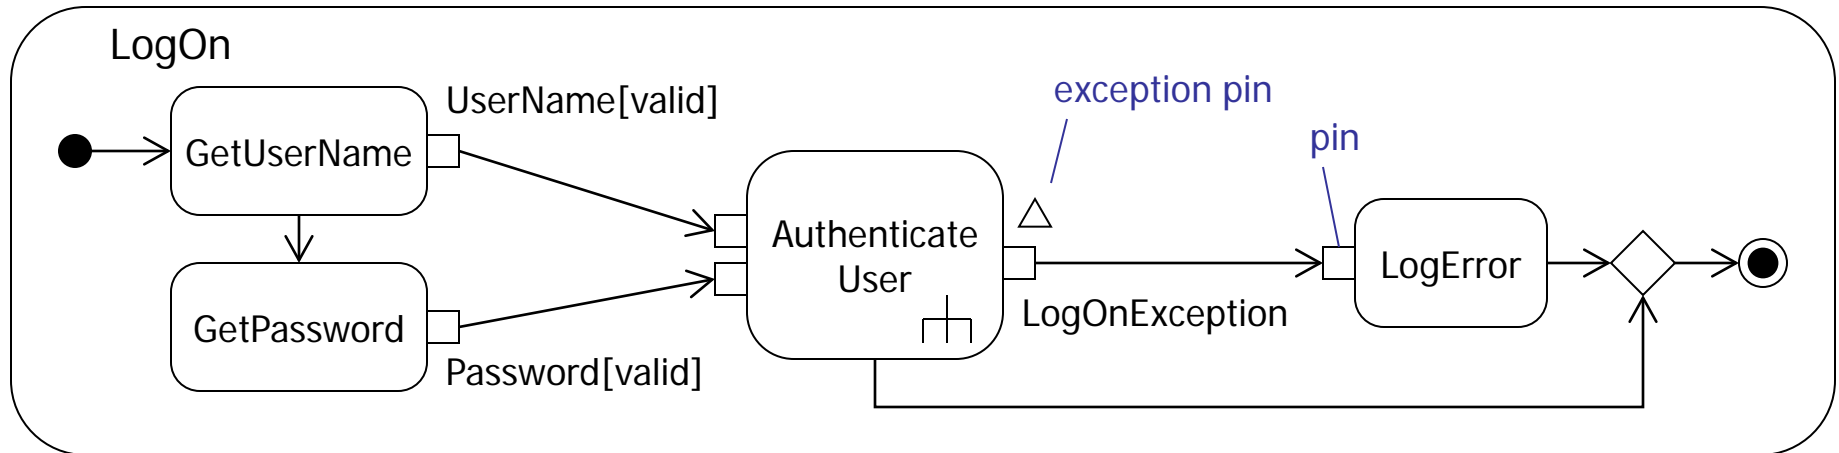 LogOn
UserName[valid]
exception pin
pin
GetUserName
Authenticate
User
LogError
GetPassword
LogOnException
Password[valid]